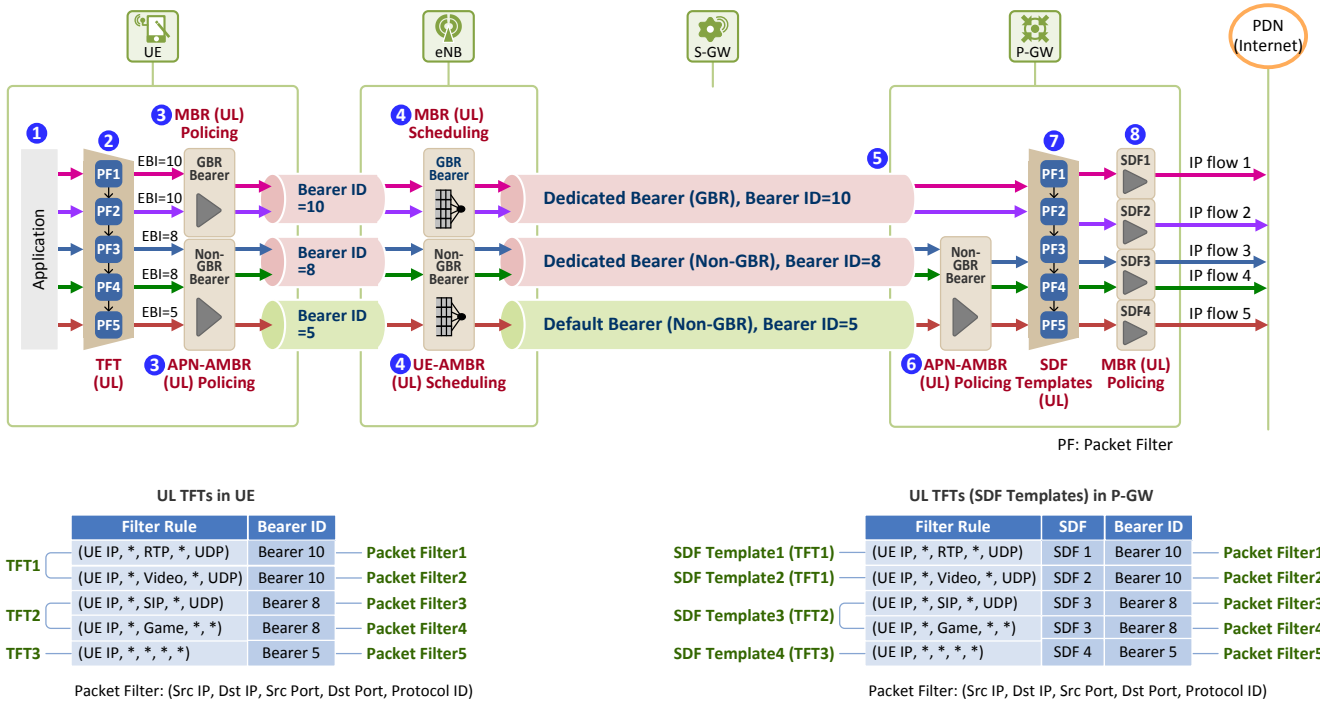 UE
eNB
S-GW
P-GW
PDN
(Internet)
1
2
3 MBR (UL)
Policing
4 MBR (UL)
Scheduling
5
7
8
Application
PF1
PF2
PF3
PF4
PF5
EBI=10
EBI=10
EBI=8
EBI=8
EBI=5
GBR
Bearer
Non-
GBR
Bearer
Bearer ID
=10
Bearer ID
=8
Bearer ID
=5
GBR
Bearer
Non-
GBR
Bearer
Dedicated Bearer (GBR), Bearer ID=10
Dedicated Bearer (Non-GBR), Bearer ID=8
Default Bearer (Non-GBR), Bearer ID=5
Non-
GBR
Bearer
PF1
PF2
PF3
PF4
PF5
SDF1
SDF2
SDF3
SDF4
IP flow 1
IP flow 2
IP flow 3
IP flow 4
IP flow 5
TFT
(UL)
3 APN-AMBR
(UL) Policing
4 UE-AMBR
(UL) Scheduling
6 APN-AMBR
(UL) Policing
SDF
Templates
(UL)
MBR (UL)
Policing
PF: Packet Filter
UL TFTs in UE
Filter Rule Bearer ID
TFT1
(UE IP, *, RTP, *, UDP) Bearer 10 Packet Filter1
(UE IP, *, Video, *, UDP) Bearer 10 Packet Filter2
TFT2
(UE IP, *, SIP, *, UDP) Bearer 8 Packet Filter3
(UE IP, *, Game, *, *) Bearer 8 Packet Filter4
TFT3 (UE IP, *, *, *, *) Bearer 5 Packet Filter5
Packet Filter: (Src IP, Dst IP, Src Port, Dst Port, Protocol ID)
UL TFTs (SDF Templates) in P-GW
Filter Rule SDF Bearer ID
SDF Template1 (TFT1) (UE IP, *, RTP, *, UDP) SDF 1 Bearer 10 Packet Filter1
SDF Template2 (TFT1) (UE IP, *, Video, *, UDP) SDF 2 Bearer 10 Packet Filter2
SDF Template3 (TFT2)
(UE IP, *, SIP, *, UDP) SDF 3 Bearer 8 Packet Filter3
(UE IP, *, Game, *, *) SDF 3 Bearer 8 Packet Filter4
SDF Template4 (TFT3) (UE IP, *, *, *, *) SDF 4 Bearer 5 Packet Filter5
Packet Filter: (Src IP, Dst IP, Src Port, Dst Port, Protocol ID)